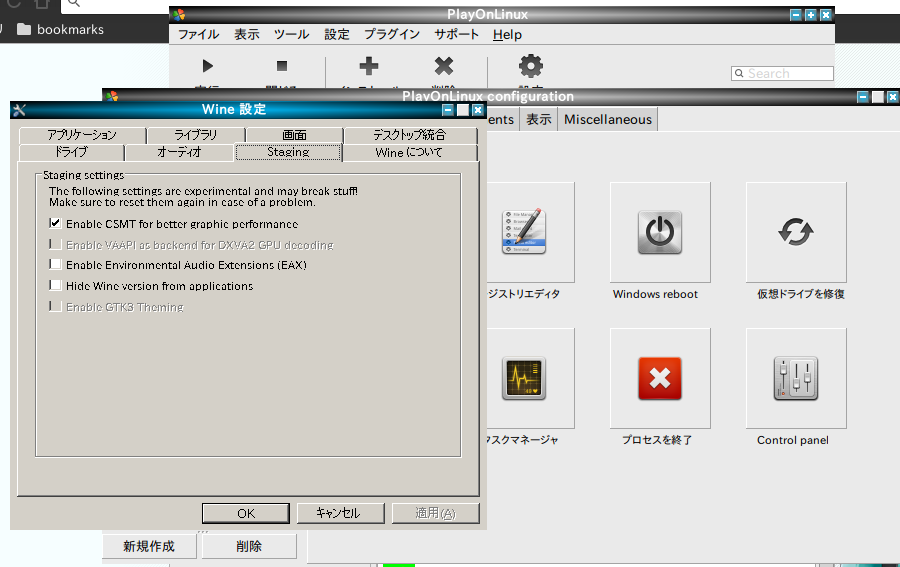 bookmarks
PlayOnLinux
ファイル 表示 ツール 設定 プラグイン サポート Help
Search
PlayOnLinux configuration
表示 Miscellaneous
Wine 設定
アプリケーション ライブラリ 画面 デスクトップ統合
ドライブ オーディオ Staging Wine について
Staging settings
The following settings are experimental and may break stuff!
Make sure to reset them again in case of a problem.
Enable CSMT for better graphic performance
Enable VAAPI as backend for DXVA2 GPU decoding
Enable Environmental Audio Extensions (EAX)
Hide Wine version from applications
Enable GTK3 Theming
OK キャンセル 適用(A)
ジストリエディタ Windows reboot 仮想ドライブを修復
タスクマネージャ プロセスを終了 Control panel
新規作成 削除